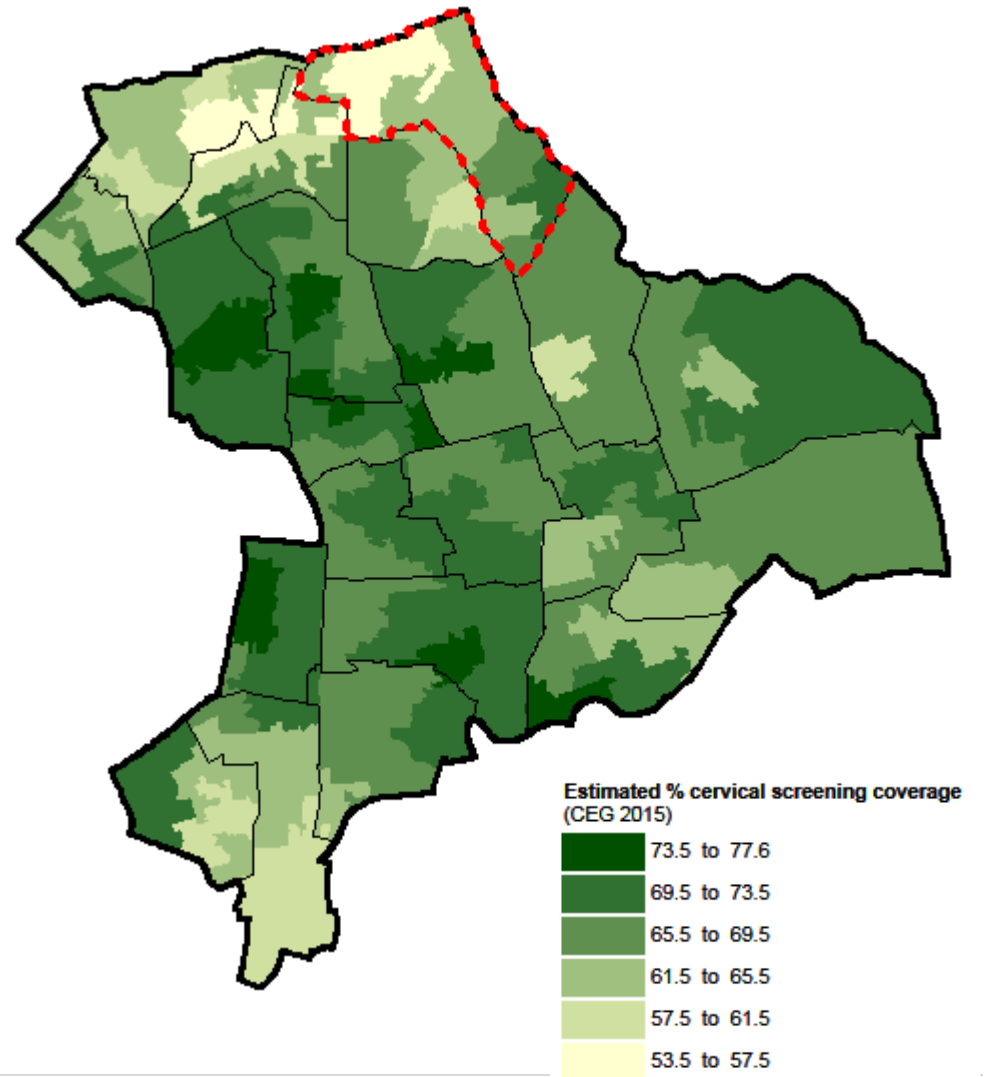 Estimated % cervical screening coverage
(CEG 2015)
73.5 to 77.6
69.5 to 73.5
65.5 to 69.5
61.5 to 65.5
57.5 to 61.5
53.5 to 57.5